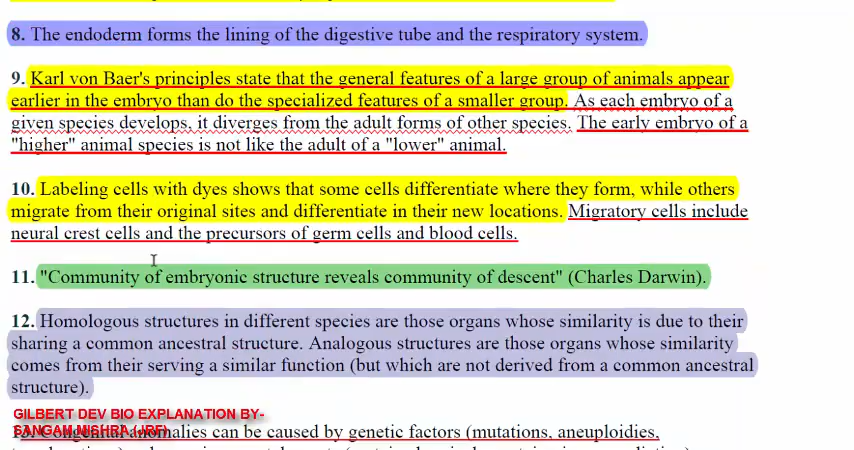 8. The endoderm forms the lining of the digestive tube and the respiratory system.
9. Karl von Baer's principles state that the general features of a large group of animals appear
earlier in the embryo than do the specialized features of a smaller group. As each embryo of a
given species develops, it diverges from the adult forms of other species. The early embryo of a
"higher" animal species is not like the adult of a "lower" animal.
10. Labeling cells with dyes shows that some cells differentiate where they form, while others
migrate from their original sites and differentiate in their new locations. Migratory cells include
neural crest cells and the precursors of germ cells and blood cells.
11. "Community of embryonic structure reveals community of descent" (Charles Darwin).
12. Homologous structures in different species are those organs whose similarity is due to their
sharing a common ancestral structure. Analogous structures are those organs whose similarity
comes from their serving a similar function (but which are not derived from a common ancestral
structure).
GILBERT DEV BIO EXPLANATION BY-
SANGAM MISHRA (JRF)
13. Congenital anomalies can be caused by genetic factors (mutations, aneuploidies,